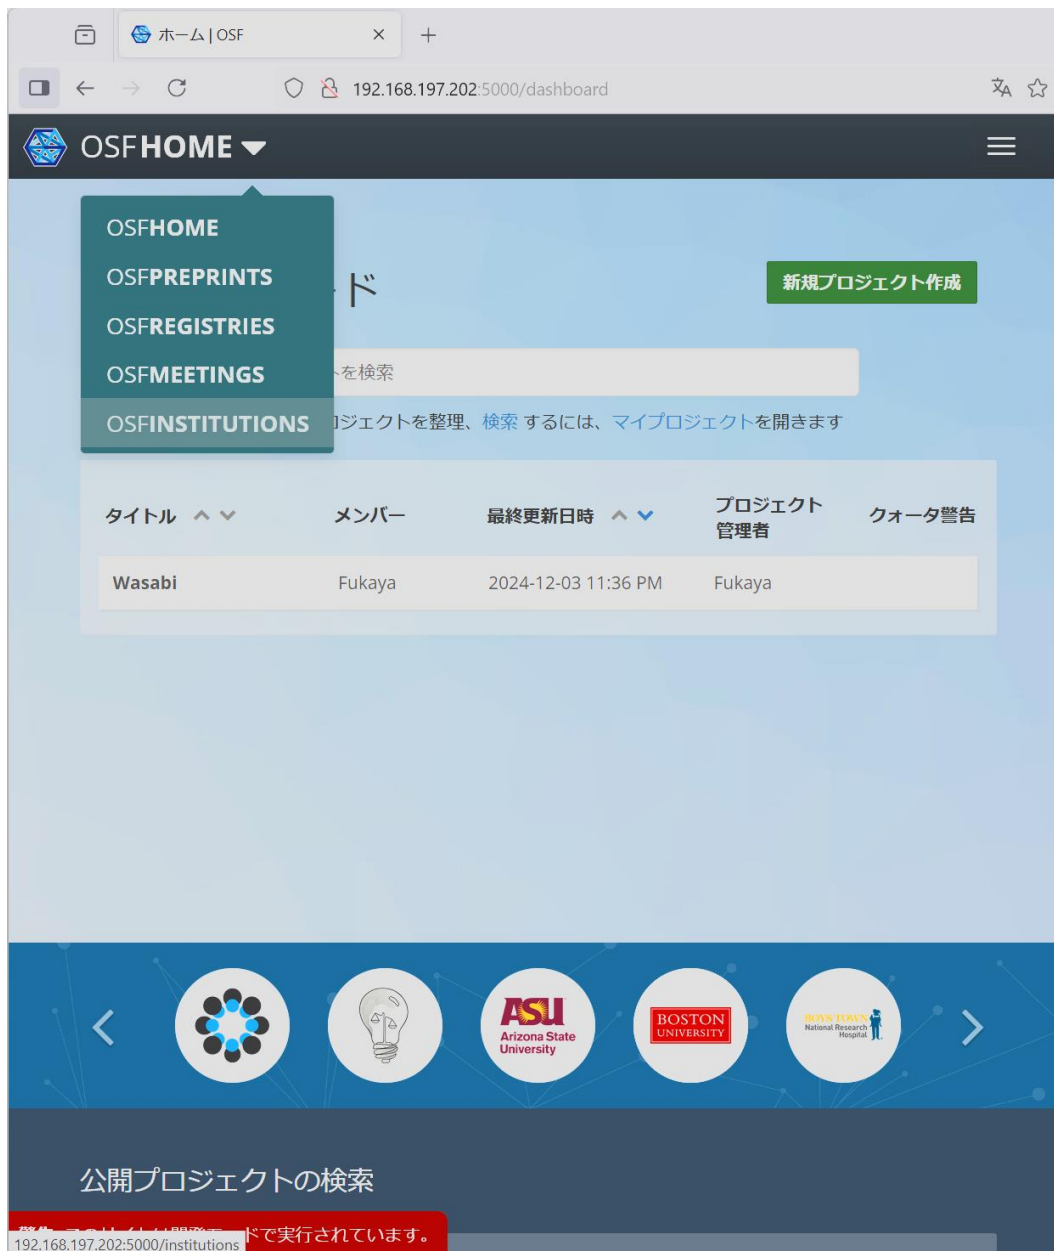 ホーム | OSF
192.168.197.202:5000/dashboard
OSFHOME
OSFHOME
OSFPREPRINTS
OSFREGISTRIES
OSFMEETINGS
OSFINSTITUTIONS
ド
新規プロジェクト作成
を検索
ロジェクトを整理、検索 するには、マイプロジェクトを開きます
タイトル メンバー 最終更新日時 プロジェクト管理者 クォータ警告
Wasabi Fukaya 2024-12-03 11:36 PM Fukaya
ASU
Arizona State
University
BOSTON
UNIVERSITY
BOYS TOWN
National Research
Hospital
公開プロジェクトの検索
ドで実行されています。
192.168.197.202:5000/institutions